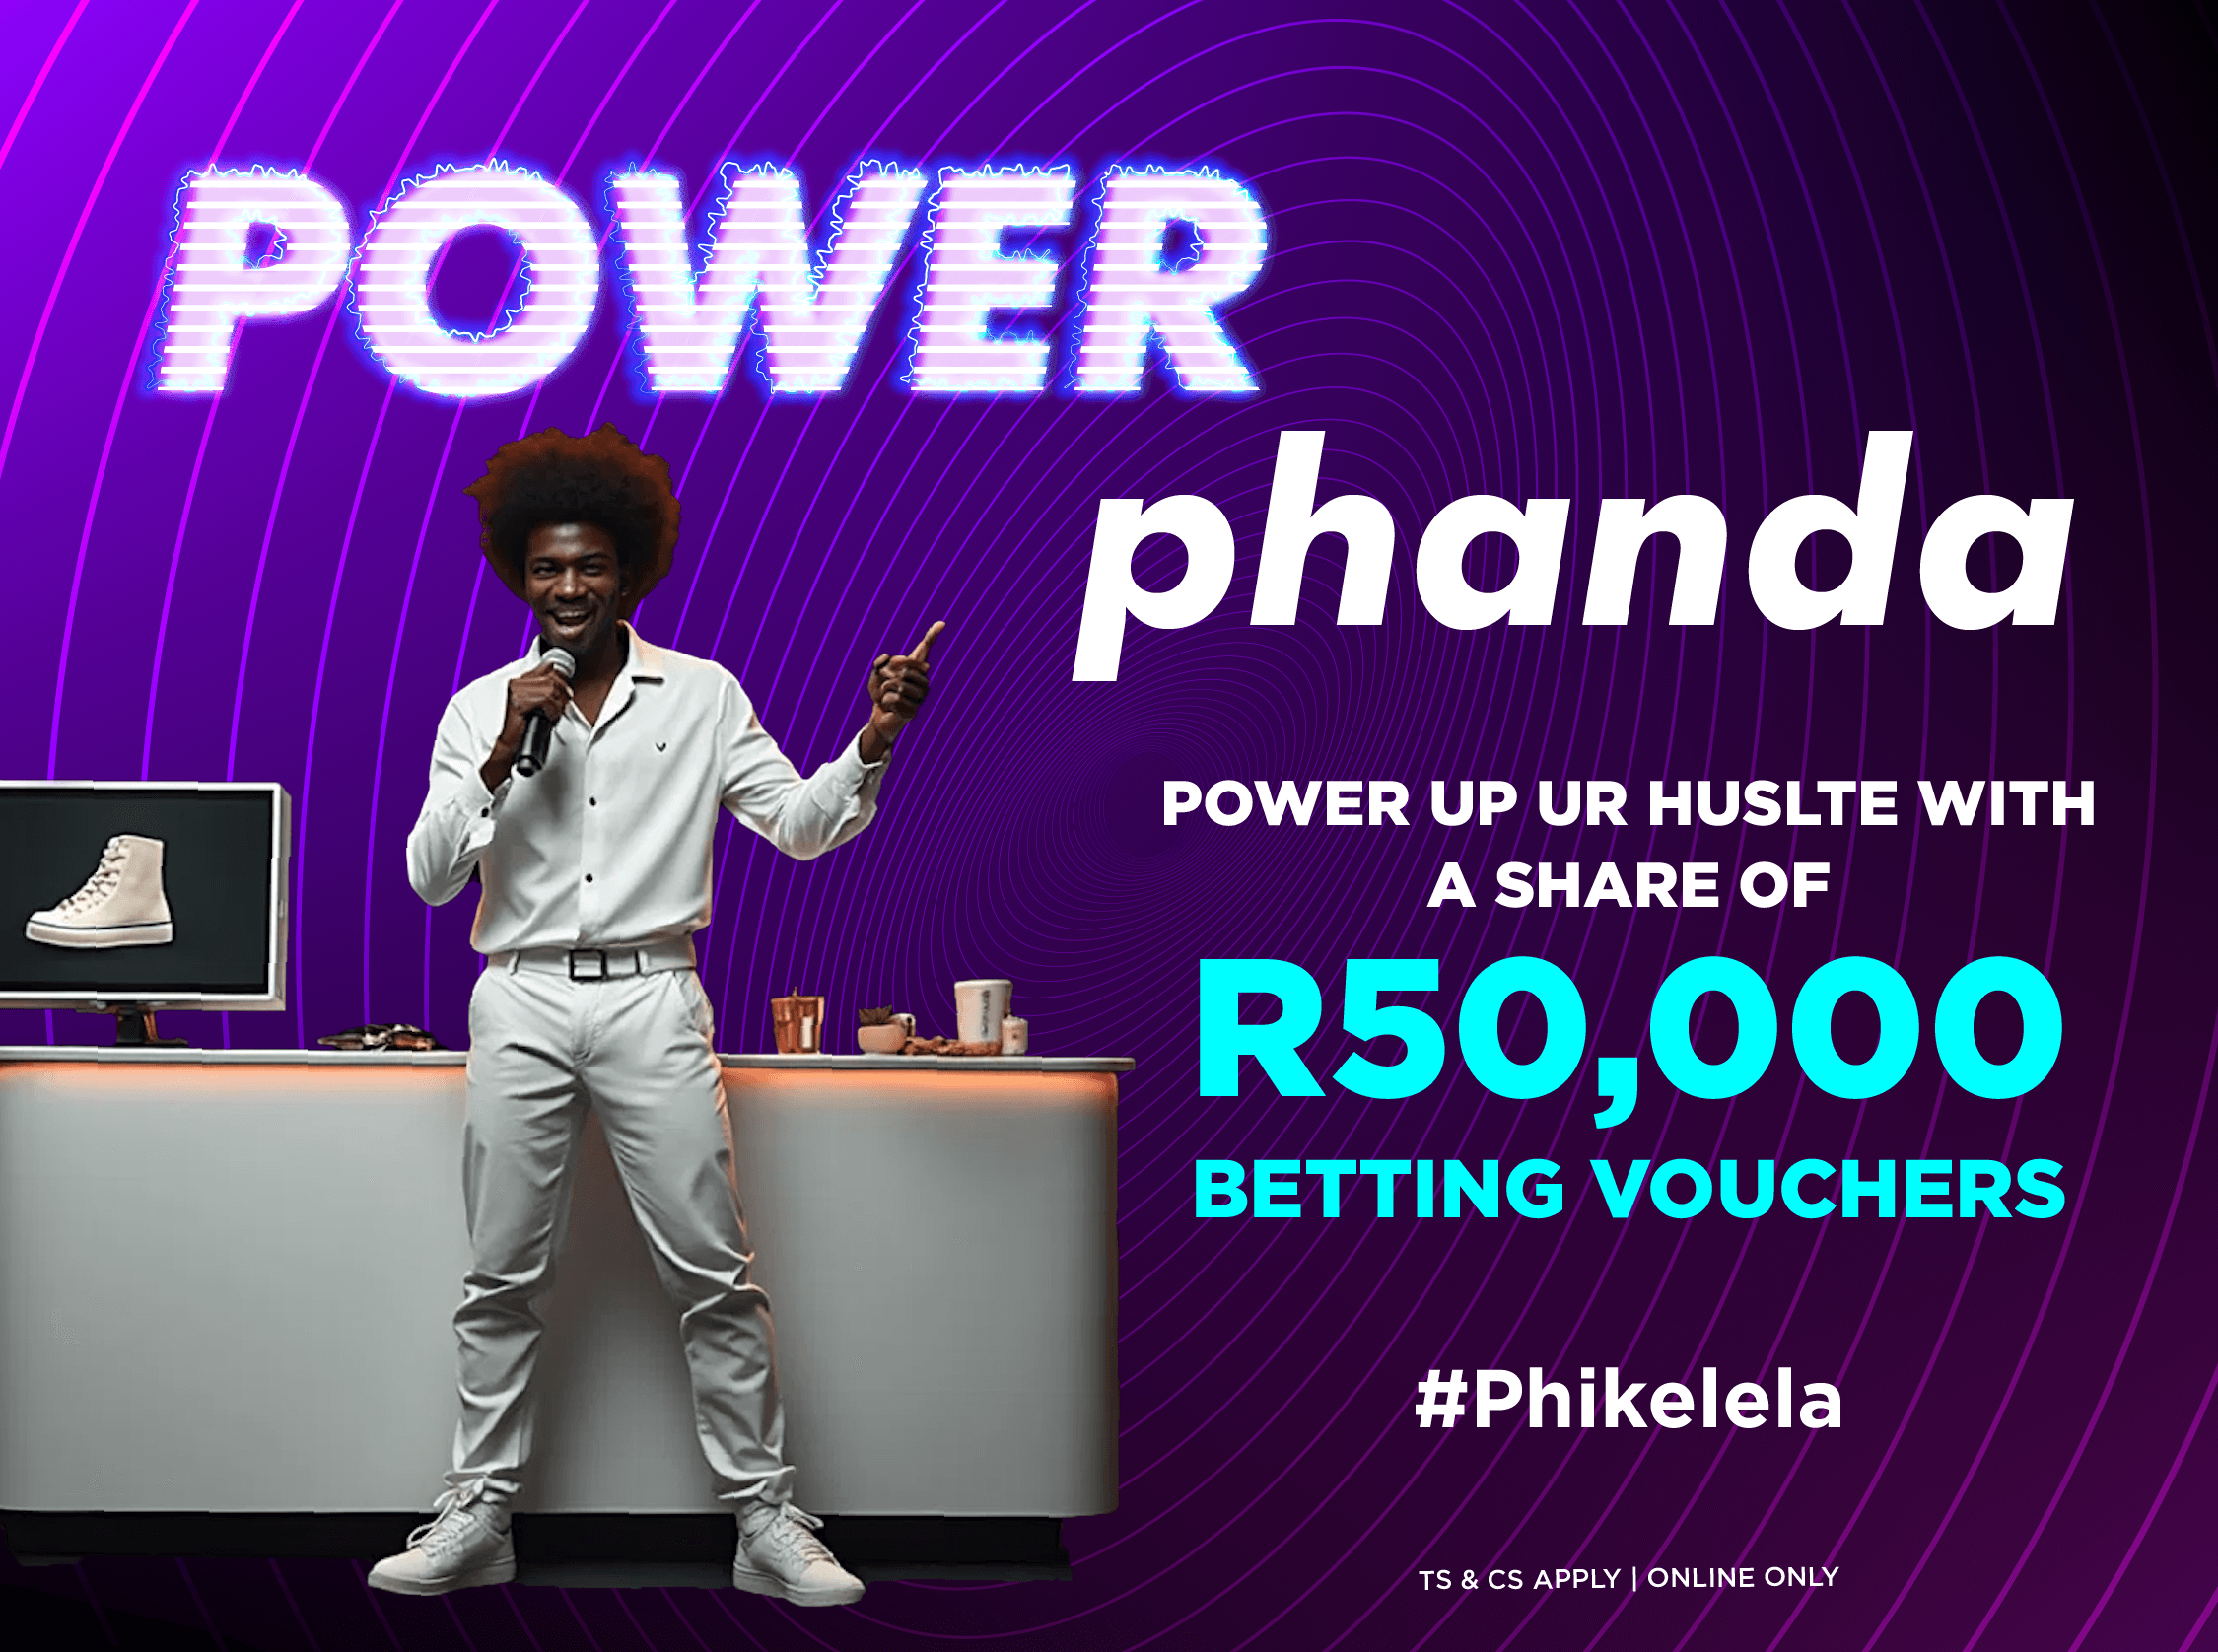 POWER
phanda
POWER UP UR HUSLTE WITH
A SHARE OF
R50,000
BETTING VOUCHERS
#Phikelela
TS & CS APPLY | ONLINE ONLY